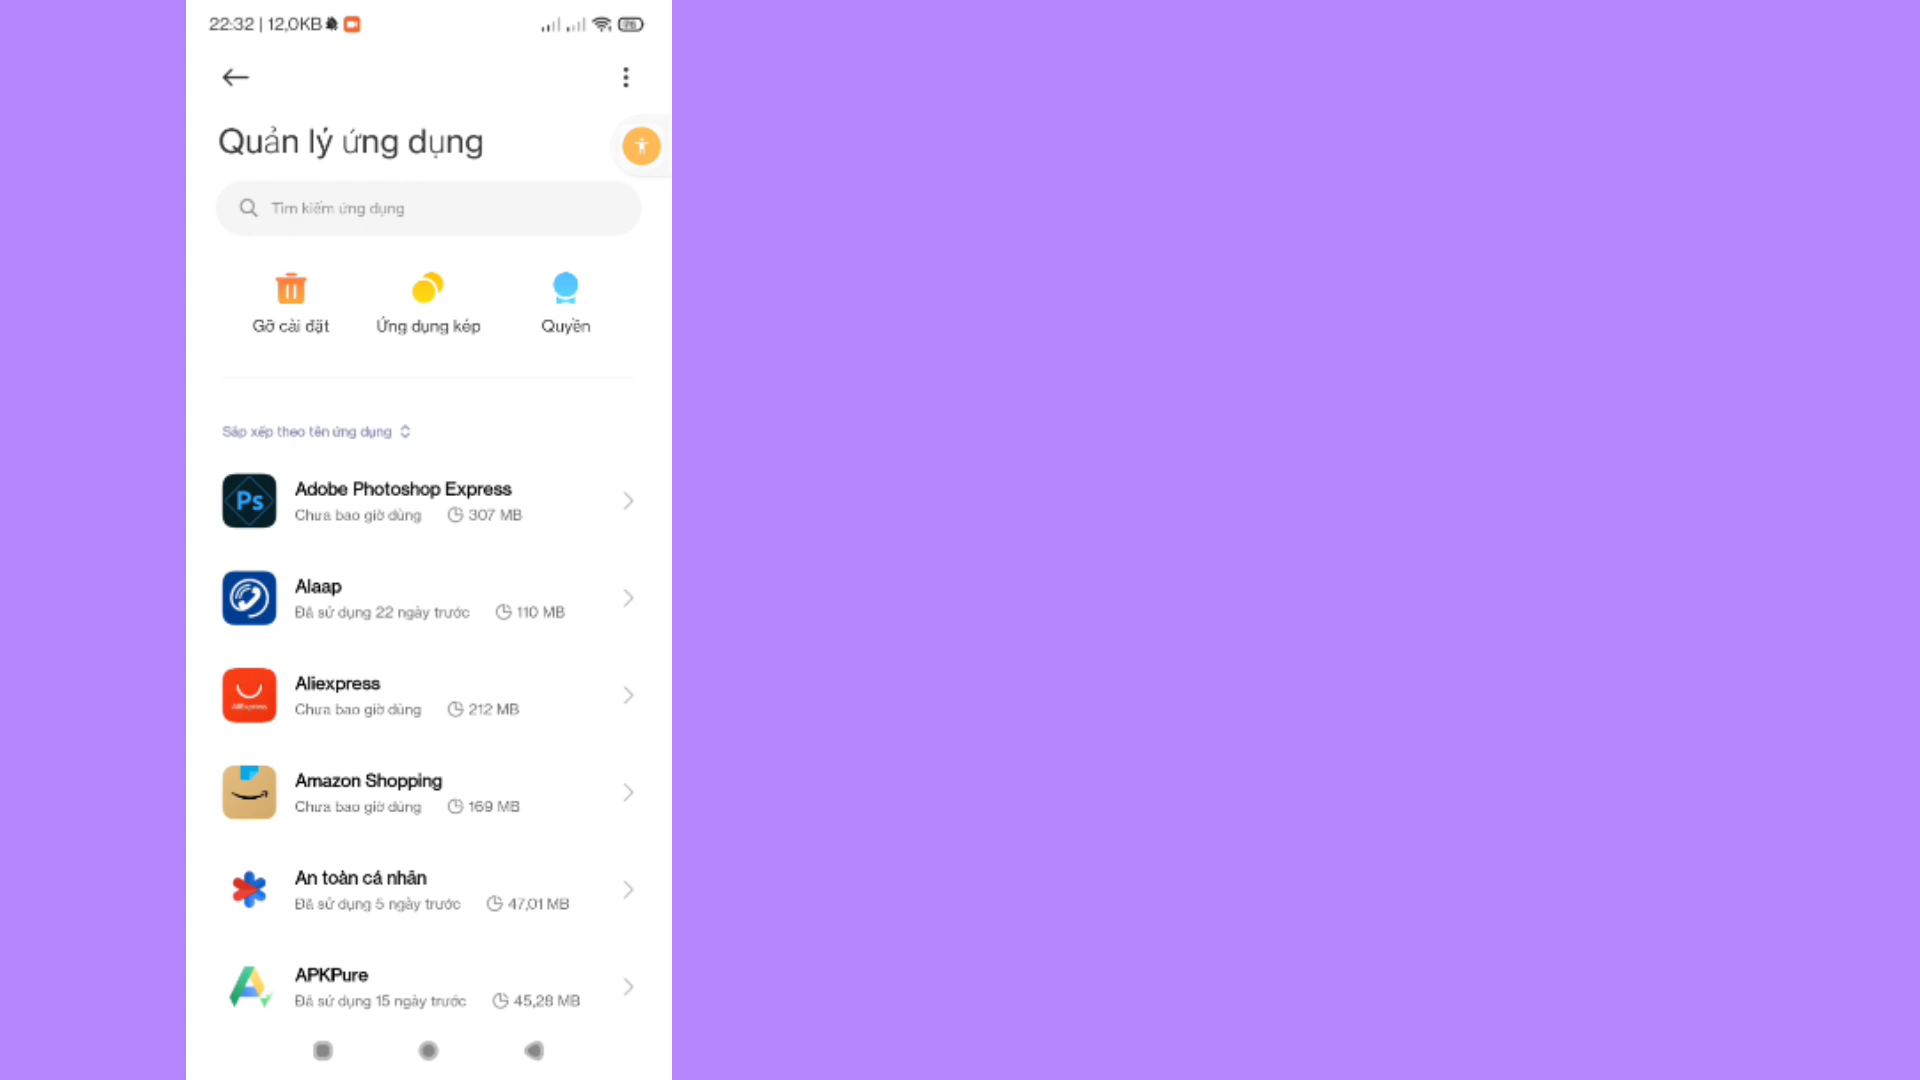 22:32 | 12,0KB
76
Quản lý ứng dụng
Tìm kiếm ứng dụng
Gỡ cài đặt
Ứng dụng kép
Quyền
Sắp xếp theo tên ứng dụng
Ps
Adobe Photoshop Express
Chưa bao giờ dùng 307 MB
Alaap
Đã sử dụng 22 ngày trước 110 MB
AliExpress
Aliexpress
Chưa bao giờ dùng 212 MB
Amazon Shopping
Chưa bao giờ dùng 169 MB
An toàn cá nhân
Đã sử dụng 5 ngày trước 47,01 MB
APKPure
Đã sử dụng 15 ngày trước 45,28 MB